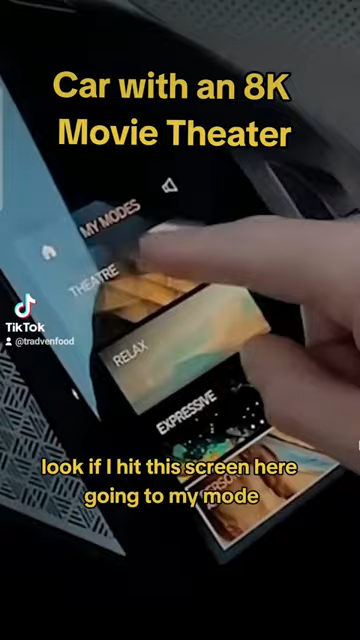 Car with an 8K
Movie Theater
MY MODES
THEATRE
TikTok
@tradvenfood
RELAX
EXPRESSIVE
look if I hit this screen here
going to my mode